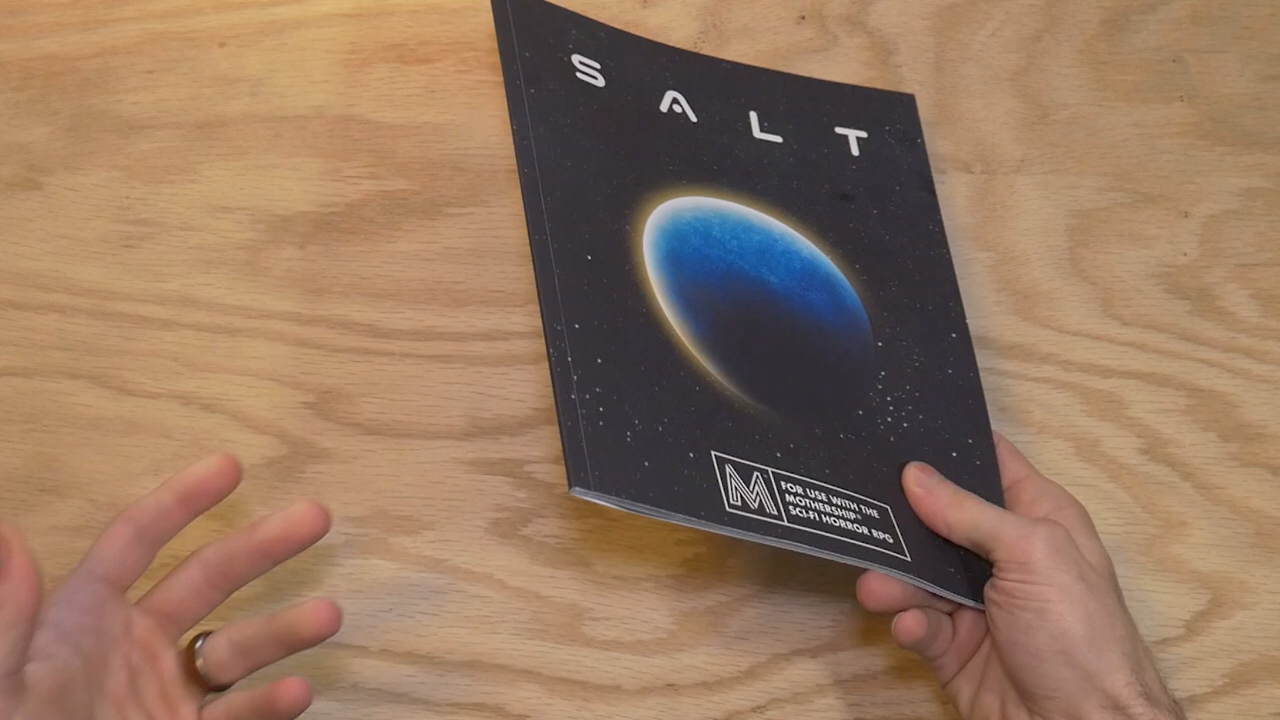 SALT
M
FOR USE WITH THE
MOTHERSHIP®
SCI-FI HORROR RPG